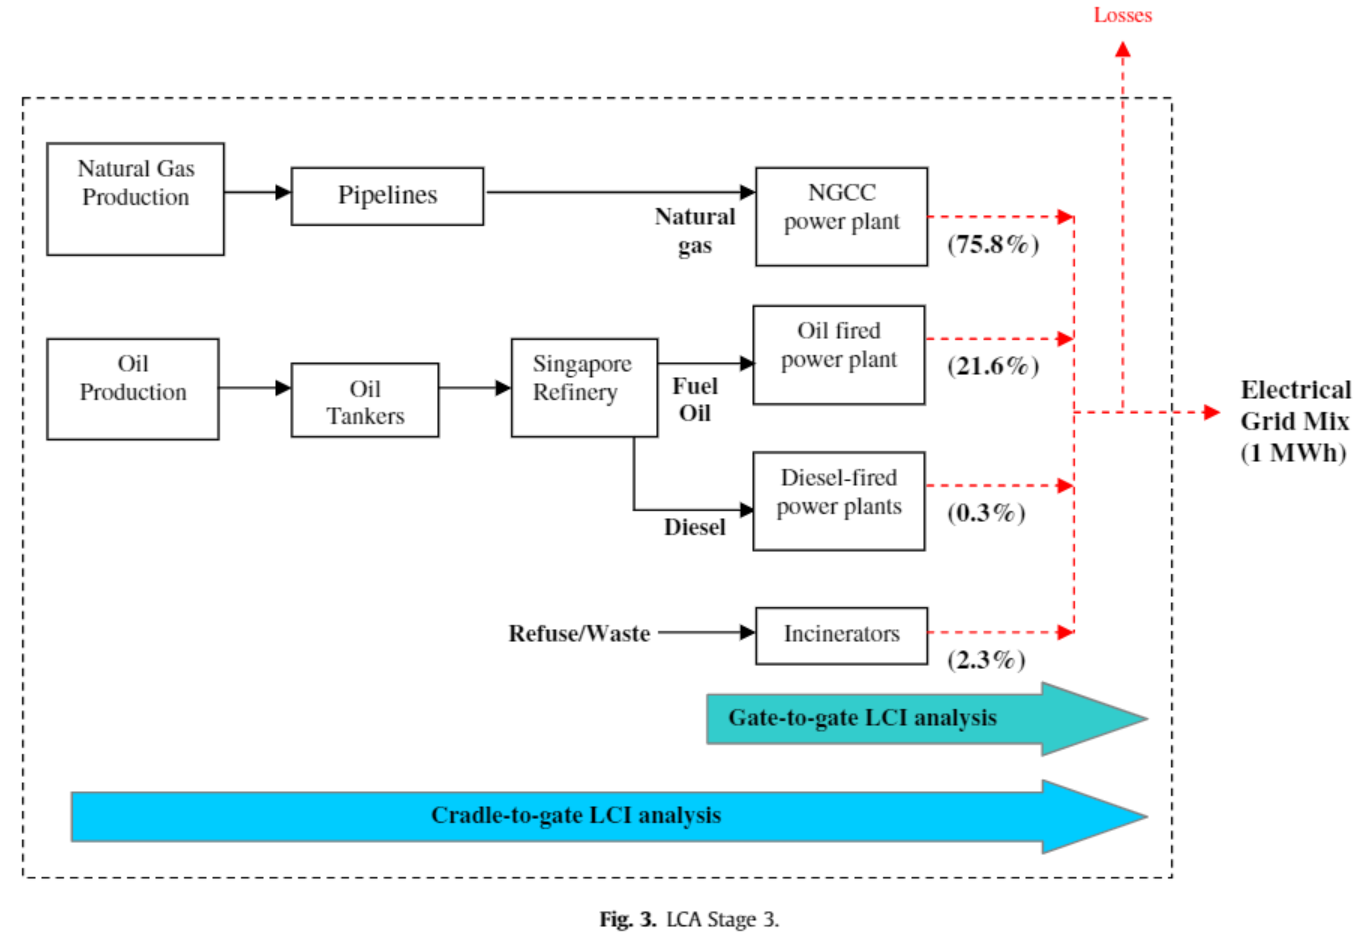 Losses
Natural Gas
Production
Pipelines
Natural
gas
NGCC
power plant
(75.8%)
Oil
Production
Oil
Tankers
Singapore
Refinery
Fuel
Oil
Oil fired
power plant
(21.6%)
Electrical
Grid Mix
(1 MWh)
Diesel
Diesel-fired
power plants
(0.3%)
Refuse/Waste
Incinerators
(2.3%)
Gate-to-gate LCI analysis
Cradle-to-gate LCI analysis
Fig. 3. LCA Stage 3.